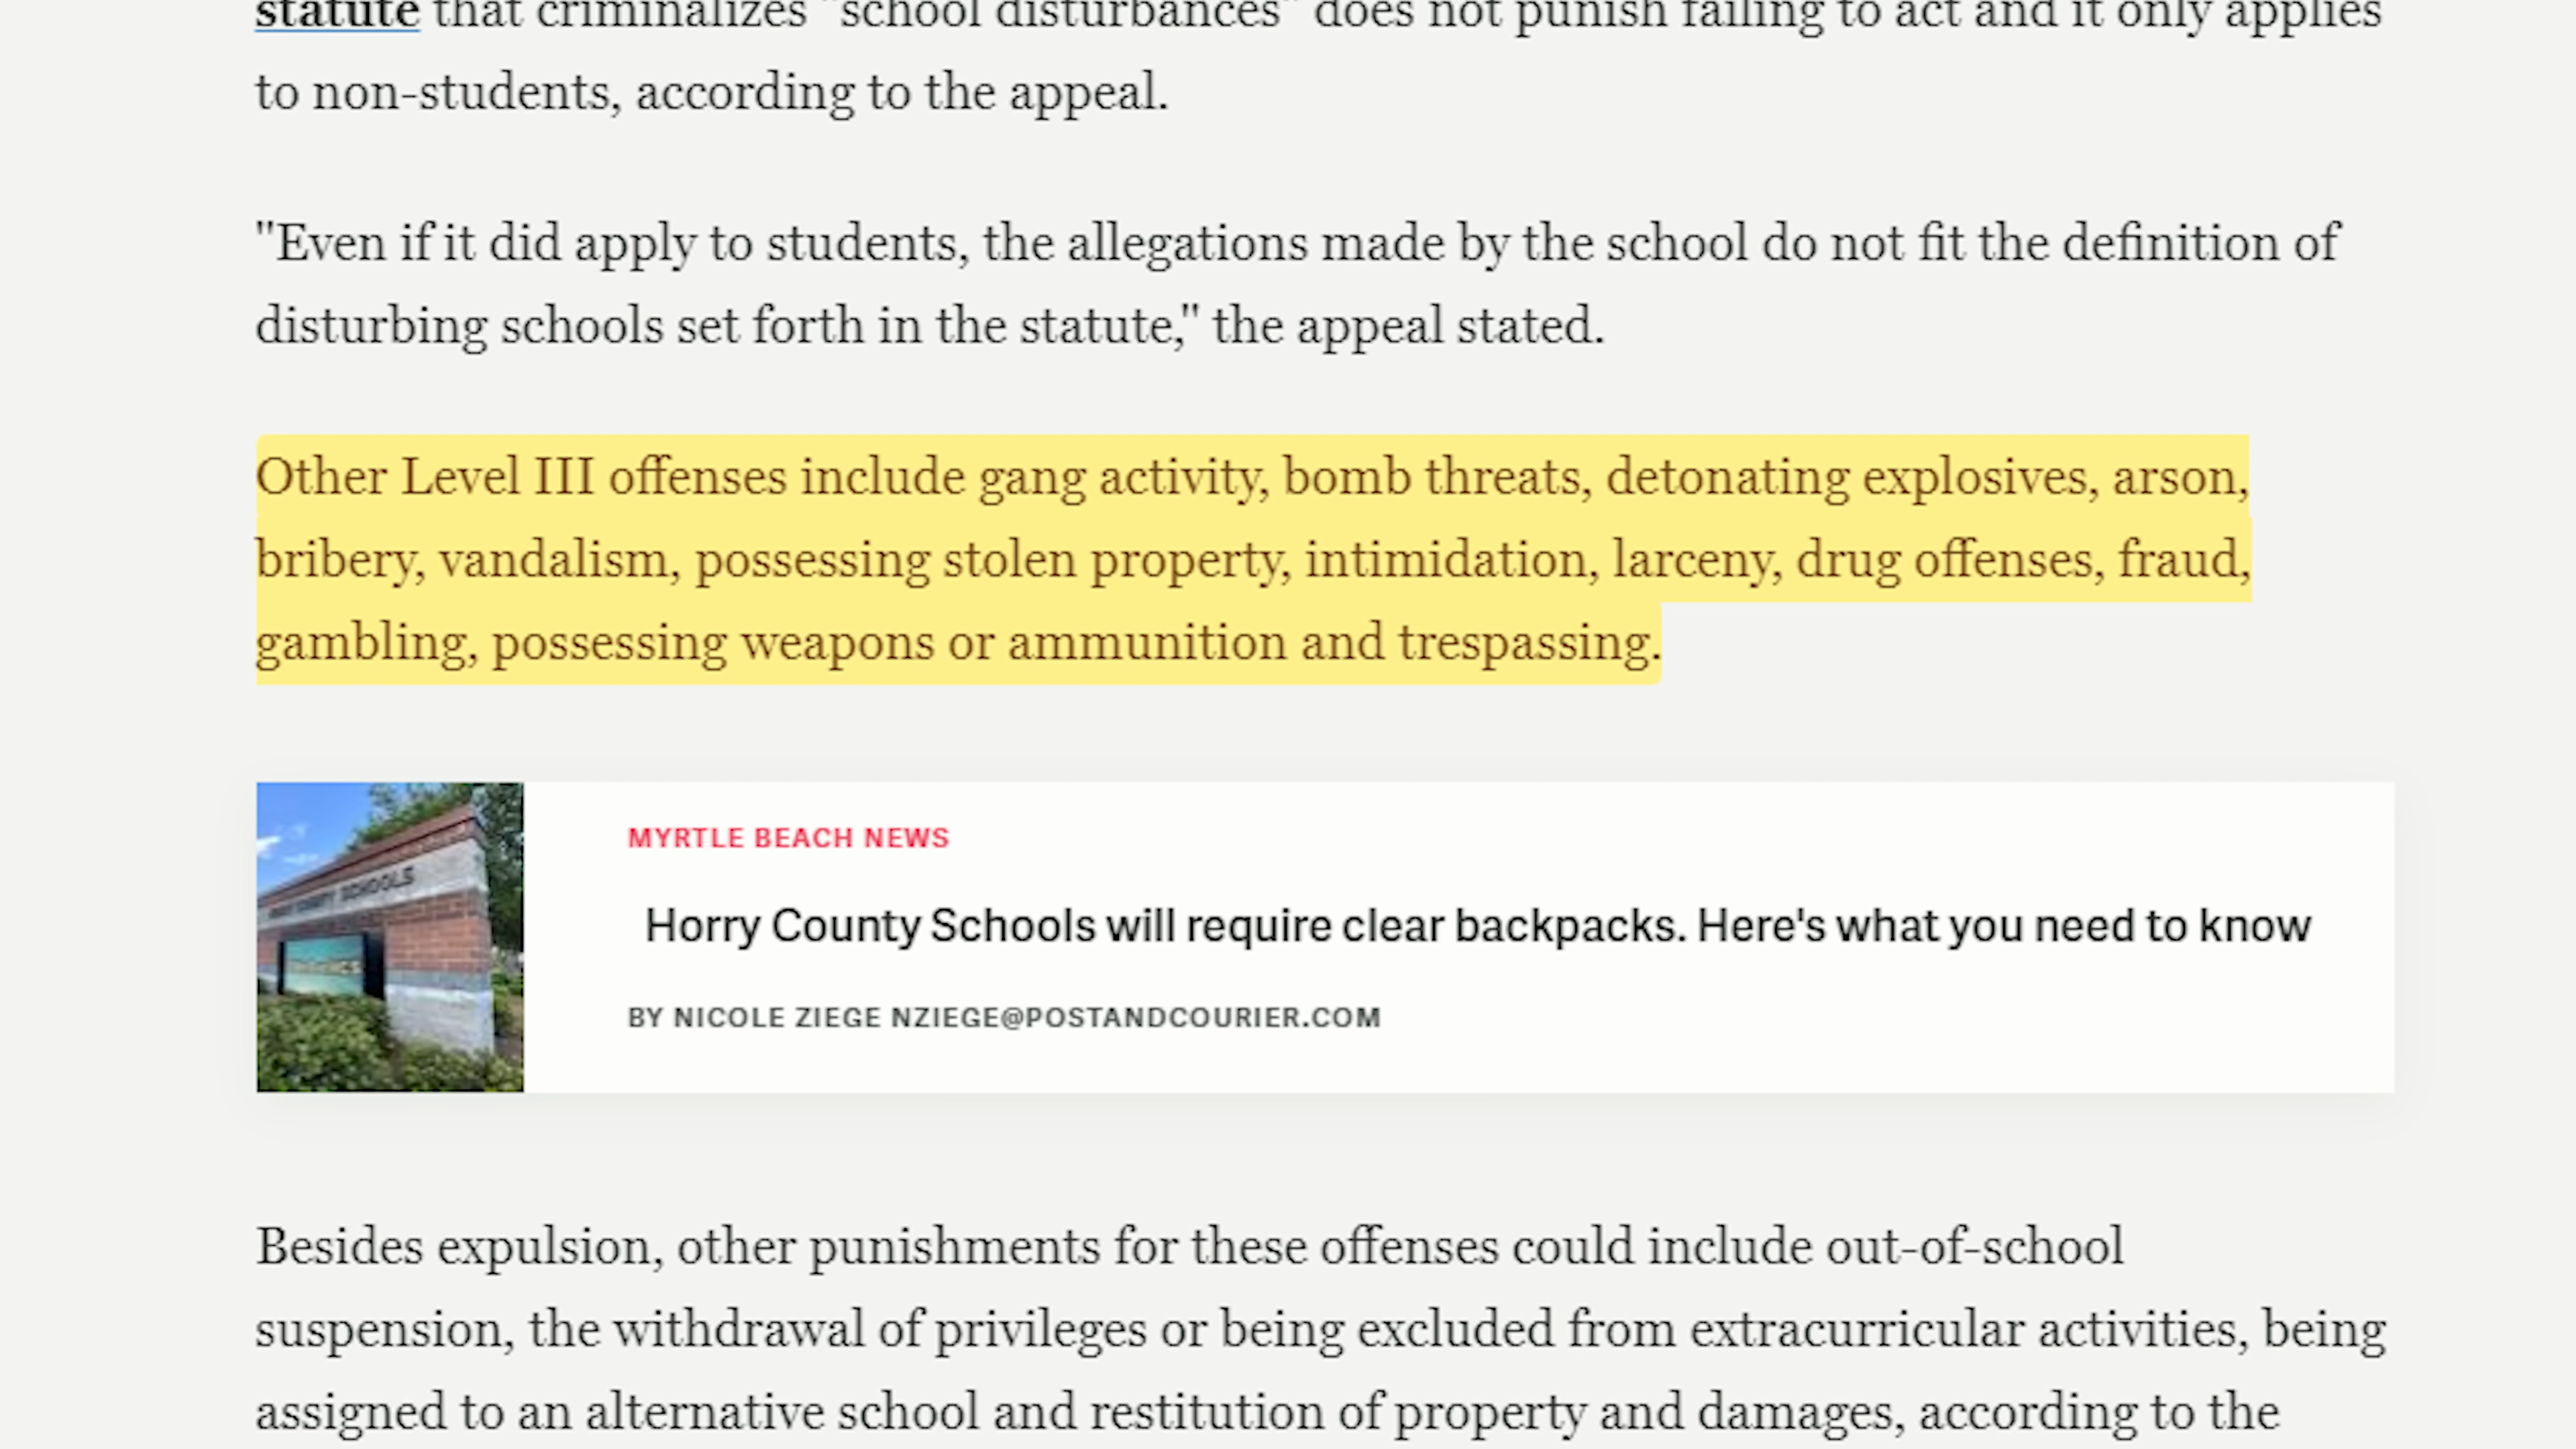 statute that criminalizes "school disturbances" does not punish failing to act and it only applies
to non-students, according to the appeal.
"Even if it did apply to students, the allegations made by the school do not fit the definition of
disturbing schools set forth in the statute," the appeal stated.
Other Level III offenses include gang activity, bomb threats, detonating explosives, arson,
bribery, vandalism, possessing stolen property, intimidation, larceny, drug offenses, fraud,
gambling, possessing weapons or ammunition and trespassing.
SCHOOLS
MYRTLE BEACH NEWS
Horry County Schools will require clear backpacks. Here's what you need to know
BY NICOLE ZIEGE NZIEGE@POSTANDCOURIER.COM
Besides expulsion, other punishments for these offenses could include out-of-school
suspension, the withdrawal of privileges or being excluded from extracurricular activities, being
assigned to an alternative school and restitution of property and damages, according to the